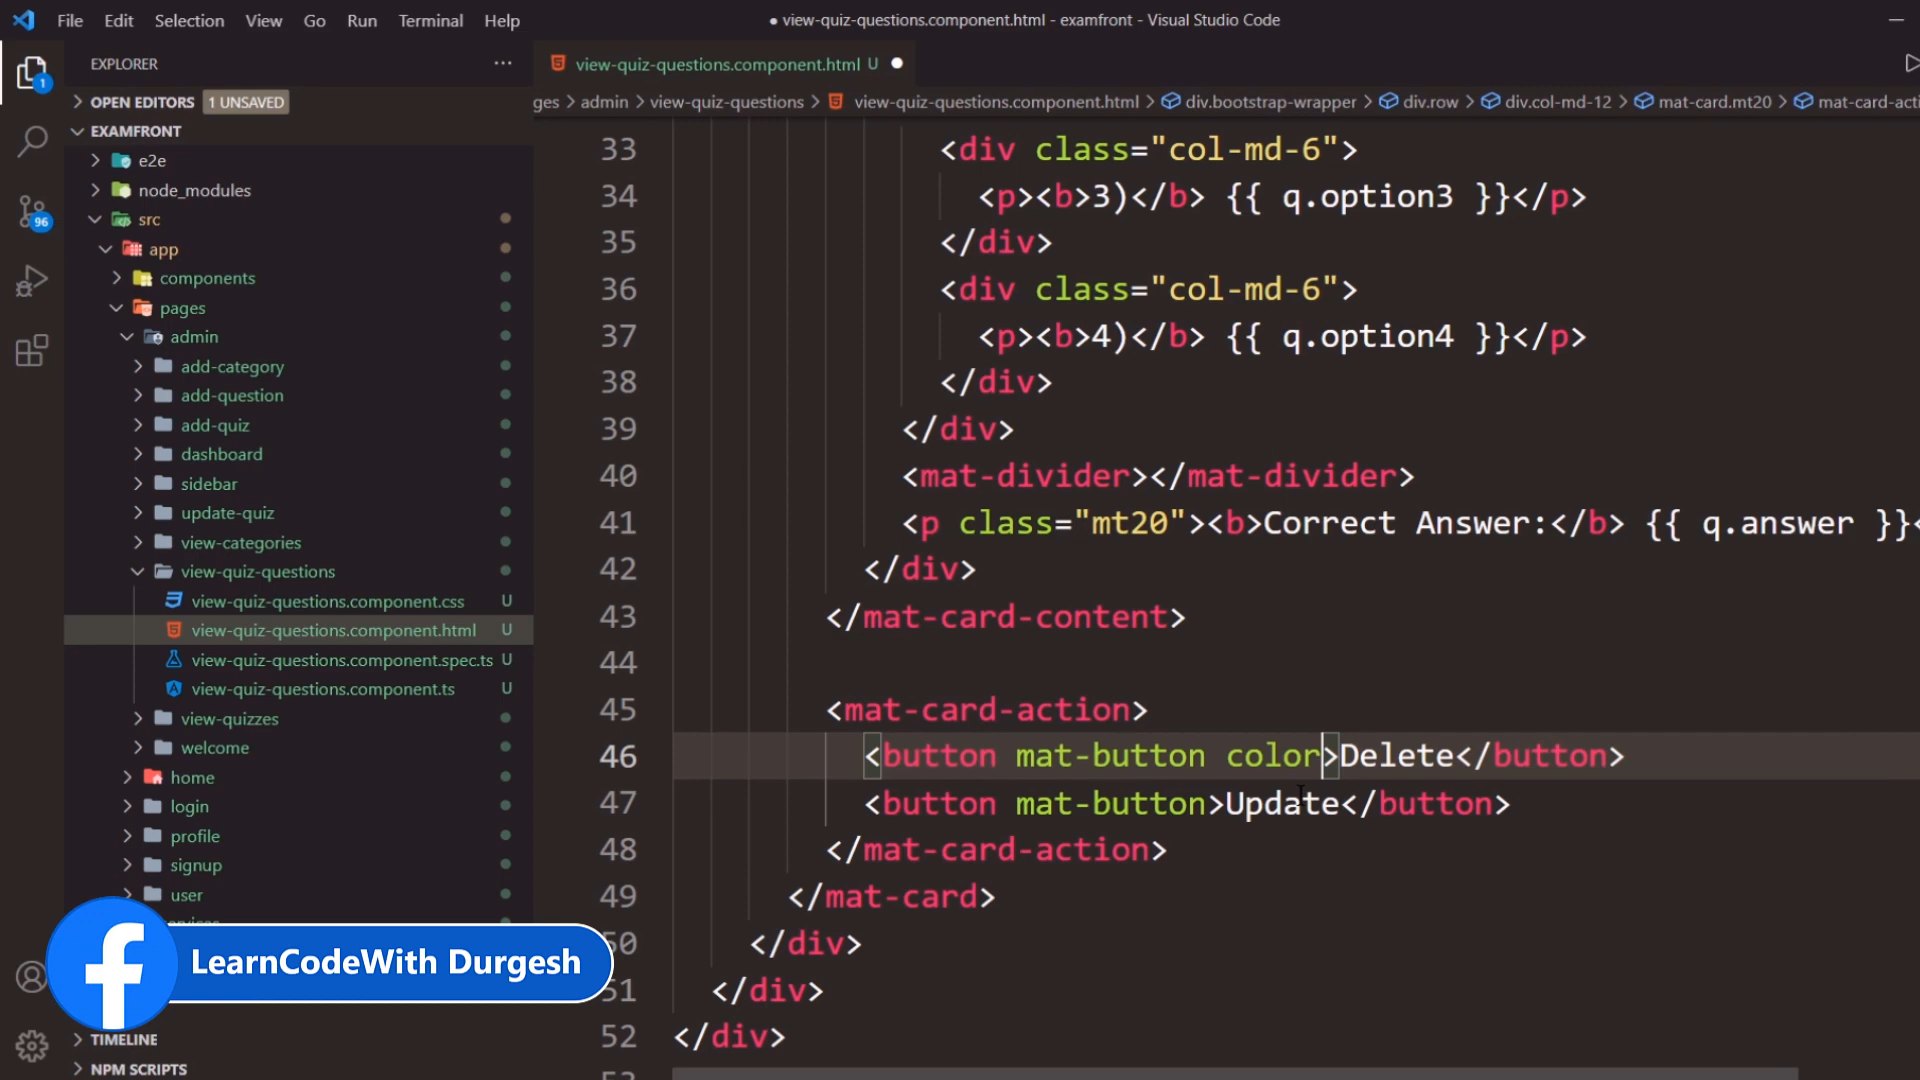 File Edit Selection View Go Run Terminal Help
● view-quiz-questions.component.html - examfront - Visual Studio Code
EXPLORER ...
OPEN EDITORS 1 UNSAVED
EXAMFRONT
e2e
node_modules
src
app
components
pages
admin
add-category
add-question
add-quiz
dashboard
sidebar
update-quiz
view-categories
view-quiz-questions
view-quiz-questions.component.css U
view-quiz-questions.component.html U
view-quiz-questions.component.spec.ts U
view-quiz-questions.component.ts U
view-quizzes
welcome
home
login
profile
signup
user
TIMELINE
NPM SCRIPTS
1
96
view-quiz-questions.component.html U ●
ges > admin > view-quiz-questions > view-quiz-questions.component.html > div.bootstrap-wrapper > div.row > div.col-md-12 > mat-card.mt20 > mat-card-acti
33 <div class="col-md-6">
34 <p><b>3)</b> {{ q.option3 }}</p>
35 </div>
36 <div class="col-md-6">
37 <p><b>4)</b> {{ q.option4 }}</p>
38 </div>
39 </div>
40 <mat-divider></mat-divider>
41 <p class="mt20"><b>Correct Answer:</b> {{ q.answer }}<
42 </div>
43 </mat-card-content>
44
45 <mat-card-action>
46 <button mat-button color>Delete</button>
47 <button mat-button>Update</button>
48 </mat-card-action>
49 </mat-card>
50 </div>
51 </div>
52 </div>
LearnCodeWith Durgesh